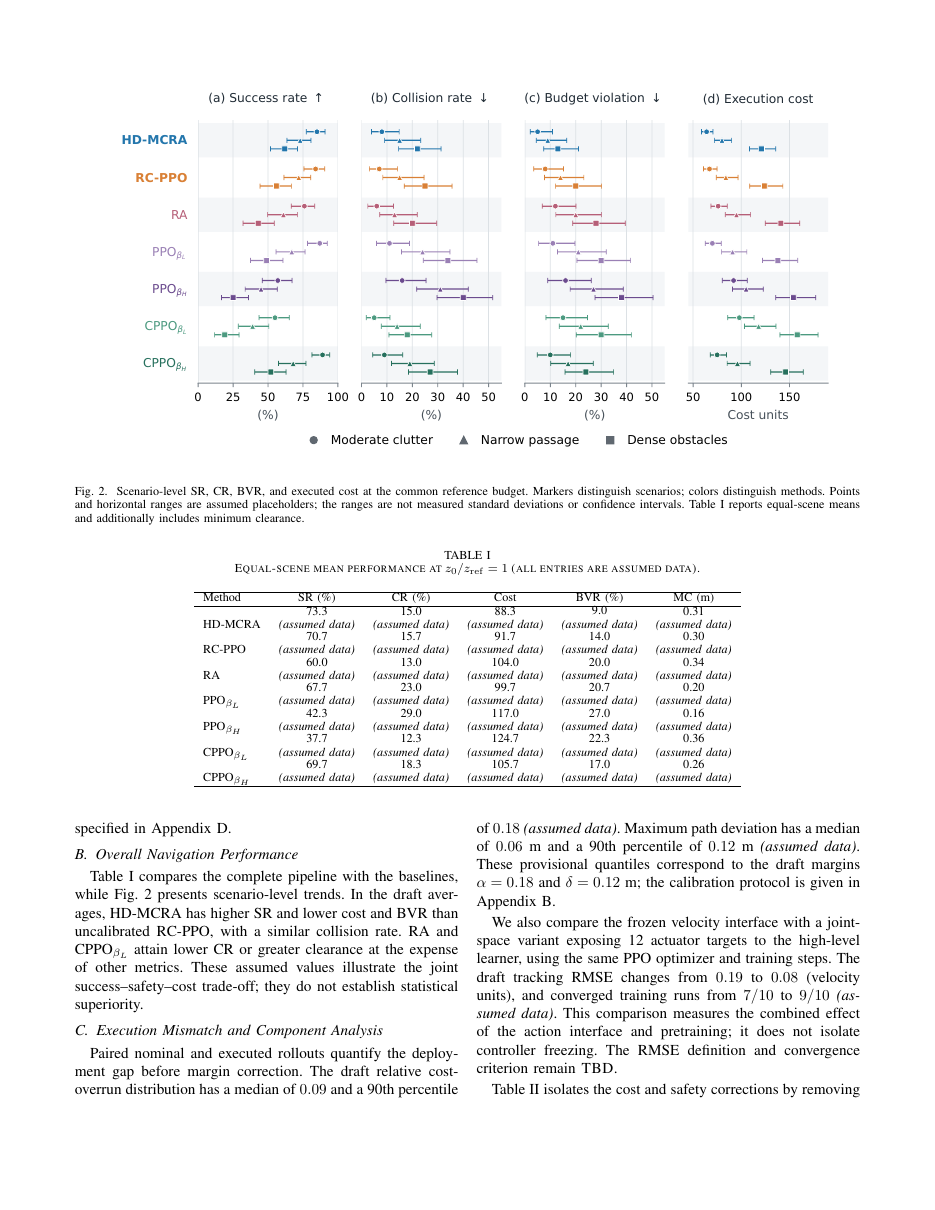 (a) Success rate ↑ (b) Collision rate ↓ (c) Budget violation ↓ (d) Execution cost
HD-MCRA
RC-PPO
RA
PPOβL
PPOβH
CPPOβL
CPPOβH
0 25 50 75 100 0 10 20 30 40 50 0 10 20 30 40 50 50 100 150
(%) (%) (%) Cost units
Moderate clutter Narrow passage Dense obstacles
Fig. 2. Scenario-level SR, CR, BVR, and executed cost at the common reference budget. Markers distinguish scenarios; colors distinguish methods. Points
and horizontal ranges are assumed placeholders; the ranges are not measured standard deviations or confidence intervals. Table I reports equal-scene means
and additionally includes minimum clearance.
TABLE I
EQUAL-SCENE MEAN PERFORMANCE AT z0/zref = 1 (ALL ENTRIES ARE ASSUMED DATA).
Method SR (%) CR (%) Cost BVR (%) MC (m)
73.3 15.0 88.3 9.0 0.31
HD-MCRA (assumed data) (assumed data) (assumed data) (assumed data) (assumed data)
70.7 15.7 91.7 14.0 0.30
RC-PPO (assumed data) (assumed data) (assumed data) (assumed data) (assumed data)
60.0 13.0 104.0 20.0 0.34
RA (assumed data) (assumed data) (assumed data) (assumed data) (assumed data)
67.7 23.0 99.7 20.7 0.20
PPOβL (assumed data) (assumed data) (assumed data) (assumed data) (assumed data)
42.3 29.0 117.0 27.0 0.16
PPOβH (assumed data) (assumed data) (assumed data) (assumed data) (assumed data)
37.7 12.3 124.7 22.3 0.36
CPPOβL (assumed data) (assumed data) (assumed data) (assumed data) (assumed data)
69.7 18.3 105.7 17.0 0.26
CPPOβH (assumed data) (assumed data) (assumed data) (assumed data) (assumed data)
specified in Appendix D.
B. Overall Navigation Performance
Table I compares the complete pipeline with the baselines,
while Fig. 2 presents scenario-level trends. In the draft aver-
ages, HD-MCRA has higher SR and lower cost and BVR than
uncalibrated RC-PPO, with a similar collision rate. RA and
CPPOβL attain lower CR or greater clearance at the expense
of other metrics. These assumed values illustrate the joint
success–safety–cost trade-off; they do not establish statistical
superiority.
C. Execution Mismatch and Component Analysis
Paired nominal and executed rollouts quantify the deploy-
ment gap before margin correction. The draft relative cost-
overrun distribution has a median of 0.09 and a 90th percentile
of 0.18 (assumed data). Maximum path deviation has a median
of 0.06 m and a 90th percentile of 0.12 m (assumed data).
These provisional quantiles correspond to the draft margins
α = 0.18 and δ = 0.12 m; the calibration protocol is given in
Appendix B.
We also compare the frozen velocity interface with a joint-
space variant exposing 12 actuator targets to the high-level
learner, using the same PPO optimizer and training steps. The
draft tracking RMSE changes from 0.19 to 0.08 (velocity
units), and converged training runs from 7/10 to 9/10 (as-
sumed data). This comparison measures the combined effect
of the action interface and pretraining; it does not isolate
controller freezing. The RMSE definition and convergence
criterion remain TBD.
Table II isolates the cost and safety corrections by removing